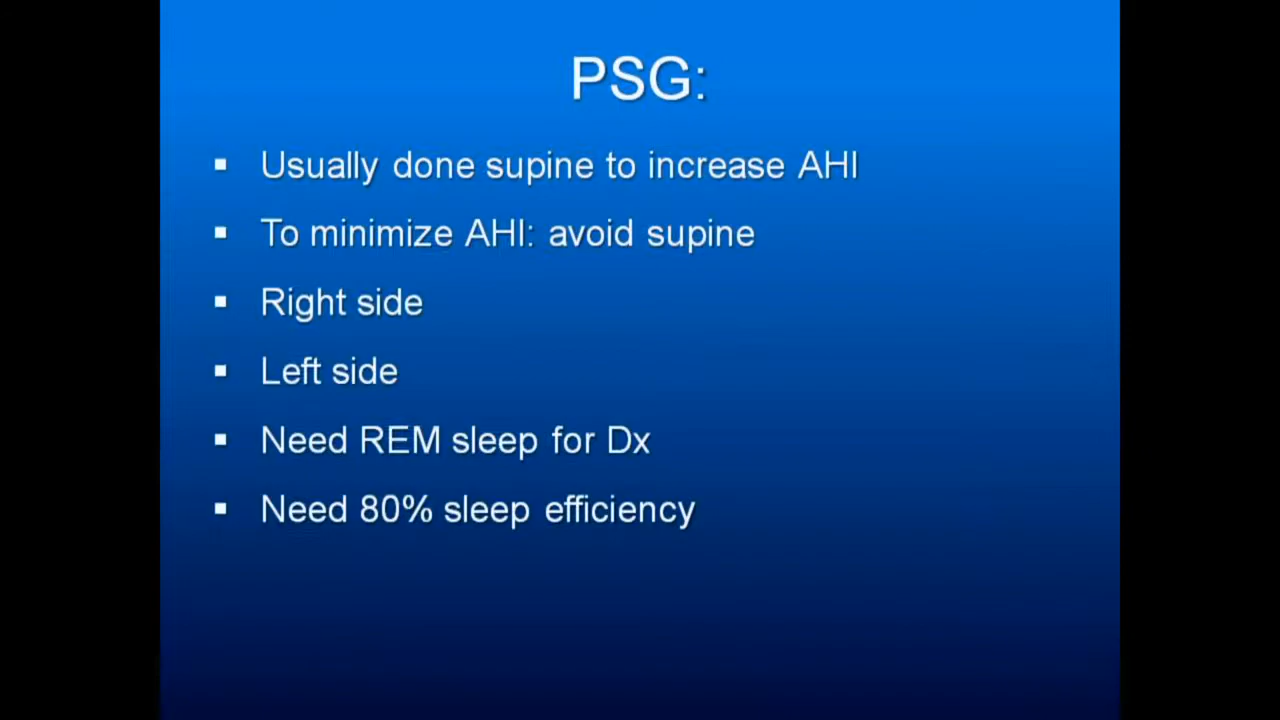 PSG:
▪ Usually done supine to increase AHI
▪ To minimize AHI: avoid supine
▪ Right side
▪ Left side
▪ Need REM sleep for Dx
▪ Need 80% sleep efficiency